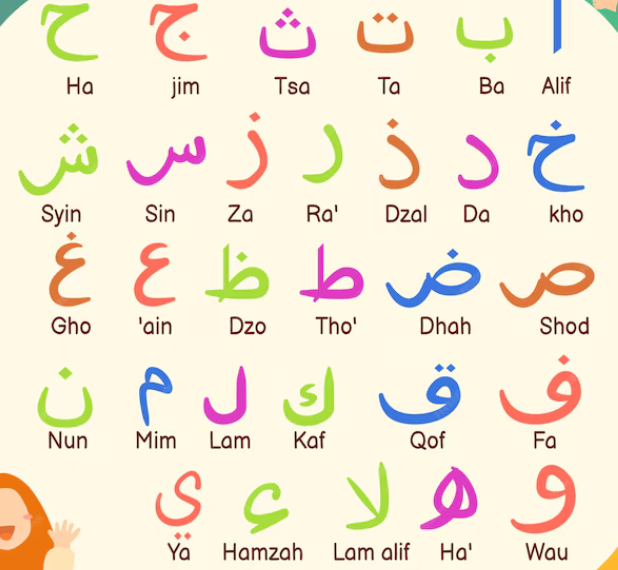 ا ب ت ث ج ح
Ha jim Tsa Ta Ba Alif
خ د ذ ر ز س ش
Syin Sin Za Ra' Dzal Da kho
ص ض ط ظ ع غ
Gho 'ain Dzo Tho' Dhah Shod
ف ق ك ل م ن
Nun Mim Lam Kaf Qof Fa
و ه لا ء ي
Ya Hamzah Lam alif Ha' Wau